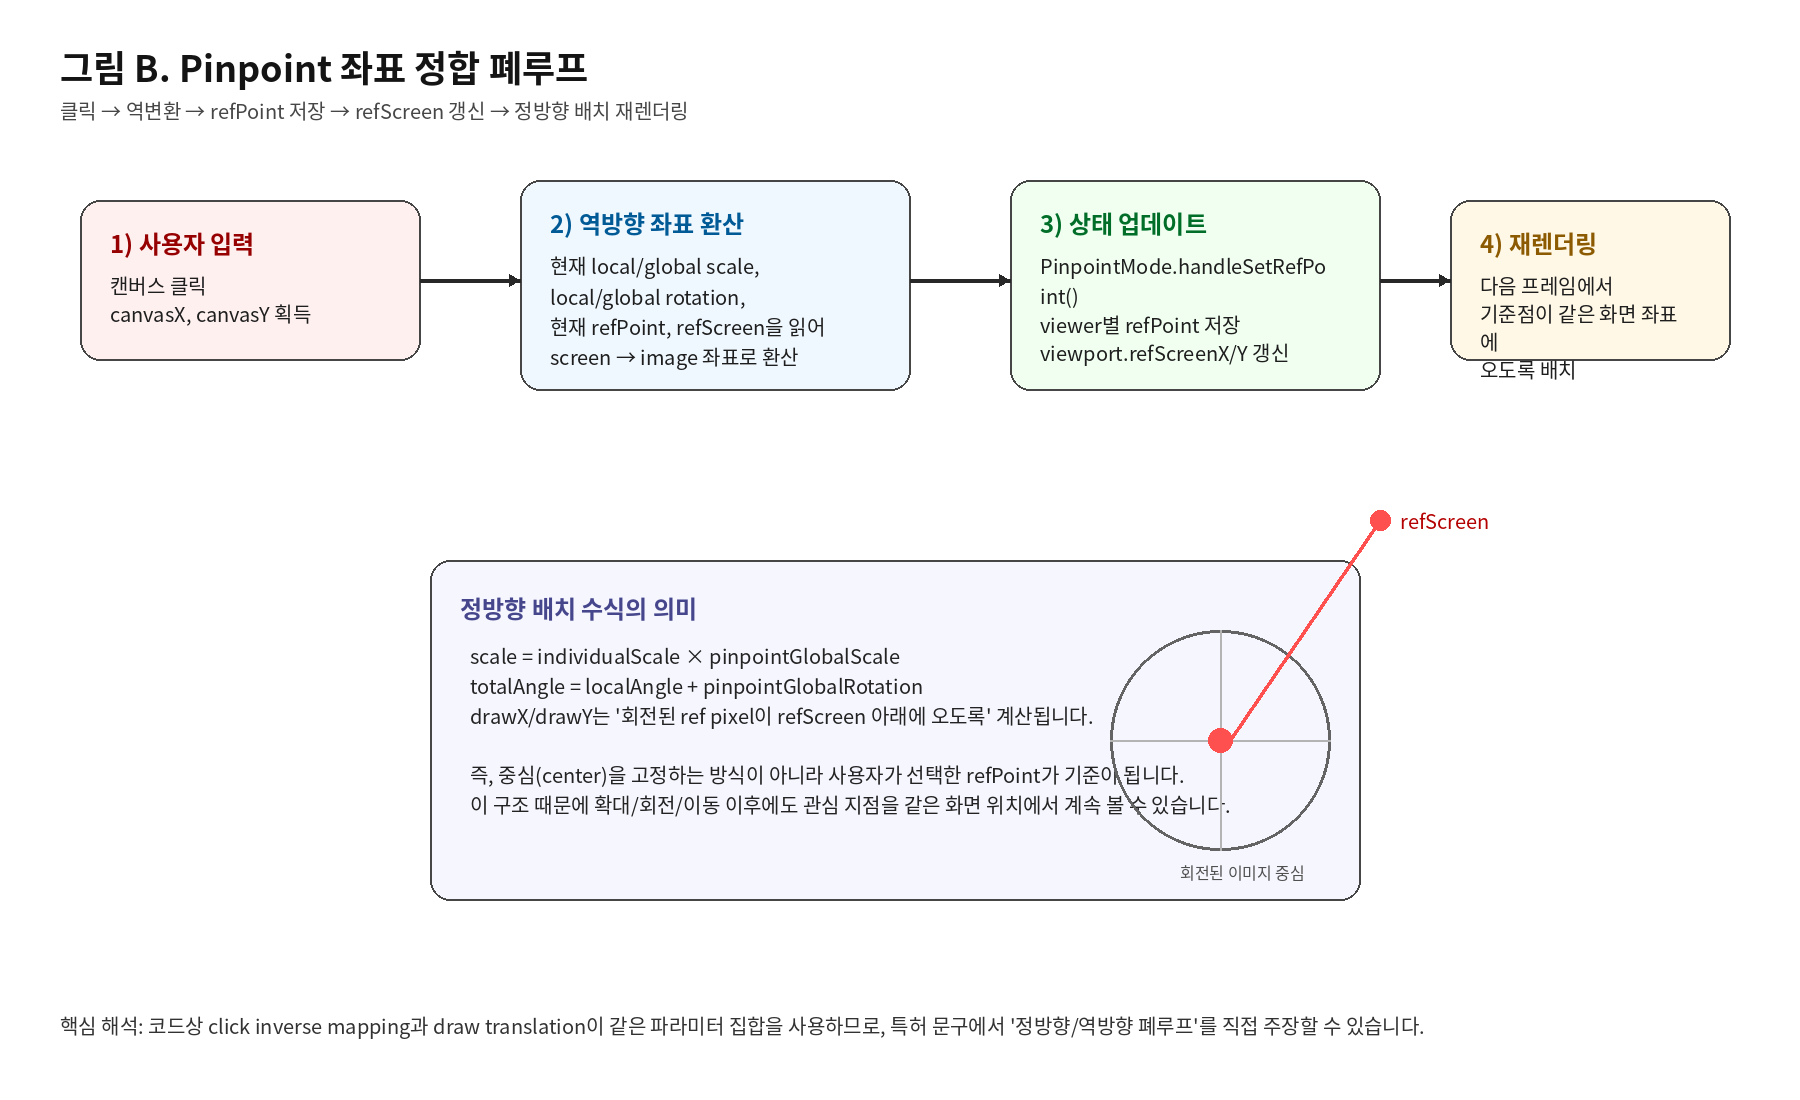 그림 B. Pinpoint 좌표 정합 폐루프
클릭 → 역변환 → refPoint 저장 → refScreen 갱신 → 정방향 배치 재렌더링
1) 사용자 입력
캔버스 클릭
canvasX, canvasY 획득
2) 역방향 좌표 환산
현재 local/global scale,
local/global rotation,
현재 refPoint, refScreen을 읽어
screen → image 좌표로 환산
3) 상태 업데이트
PinpointMode.handleSetRefPo
int()
viewer별 refPoint 저장
viewport.refScreenX/Y 갱신
4) 재렌더링
다음 프레임에서
기준점이 같은 화면 좌표
에
오도록 배치
refScreen
정방향 배치 수식의 의미
scale = individualScale × pinpointGlobalScale
totalAngle = localAngle + pinpointGlobalRotation
drawX/drawY는 '회전된 ref pixel이 refScreen 아래에 오도록' 계산됩니다.
즉, 중심(center)을 고정하는 방식이 아니라 사용자가 선택한 refPoint가 기준이 됩니다.
이 구조 때문에 확대/회전/이동 이후에도 관심 지점을 같은 화면 위치에서 계속 볼 수 있습니다.
회전된 이미지 중심
핵심 해석: 코드상 click inverse mapping과 draw translation이 같은 파라미터 집합을 사용하므로, 특허 문구에서 '정방향/역방향 폐루프'를 직접 주장할 수 있습니다.